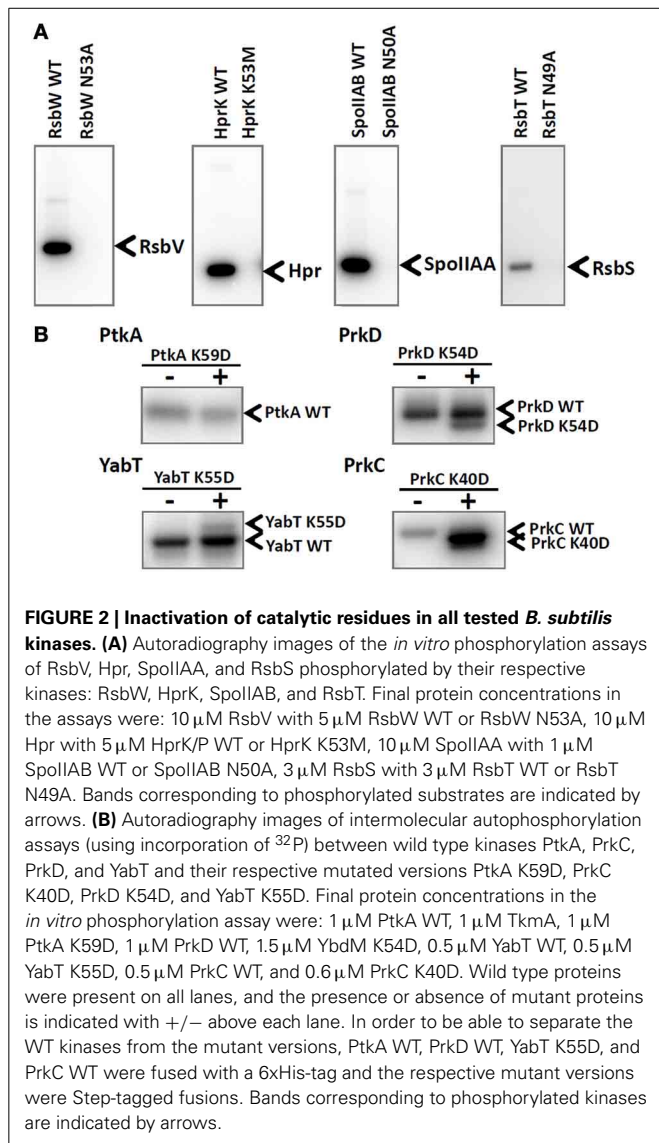 A
RsbW WT
RsbW N53A
HprK WT
HprK K53M
SpoIIAB WT
SpoIIAB N50A
RsbT WT
RsbT N49A
RsbV
Hpr
SpoIIAA
RsbS
B
PtkA
PtkA K59D
- +
PtkA WT
PrkD
PrkD K54D
- +
PrkD WT
PrkD K54D
YabT
YabT K55D
- +
YabT K55D
YabT WT
PrkC
PrkC K40D
- +
PrkC WT
PrkC K40D
FIGURE 2 | Inactivation of catalytic residues in all tested B. subtilis
kinases. (A) Autoradiography images of the in vitro phosphorylation assays
of RsbV, Hpr, SpoIIAA, and RsbS phosphorylated by their respective
kinases: RsbW, HprK, SpoIIAB, and RsbT. Final protein concentrations in
the assays were: 10 μM RsbV with 5 μM RsbW WT or RsbW N53A, 10 μM
Hpr with 5 μM HprK/P WT or HprK K53M, 10 μM SpoIIAA with 1 μM
SpoIIAB WT or SpoIIAB N50A, 3 μM RsbS with 3 μM RsbT WT or RsbT
N49A. Bands corresponding to phosphorylated substrates are indicated by
arrows. (B) Autoradiography images of intermolecular autophosphorylation
assays (using incorporation of ³²P) between wild type kinases PtkA, PrkC,
PrkD, and YabT and their respective mutated versions PtkA K59D, PrkC
K40D, PrkD K54D, and YabT K55D. Final protein concentrations in the
in vitro phosphorylation assay were: 1 μM PtkA WT, 1 μM TkmA, 1 μM
PtkA K59D, 1 μM PrkD WT, 1.5 μM YbdM K54D, 0.5 μM YabT WT, 0.5 μM
YabT K55D, 0.5 μM PrkC WT, and 0.6 μM PrkC K40D. Wild type proteins
were present on all lanes, and the presence or absence of mutant proteins
is indicated with +/− above each lane. In order to be able to separate the
WT kinases from the mutant versions, PtkA WT, PrkD WT, YabT K55D, and
PrkC WT were fused with a 6xHis-tag and the respective mutant versions
were Step-tagged fusions. Bands corresponding to phosphorylated kinases
are indicated by arrows.